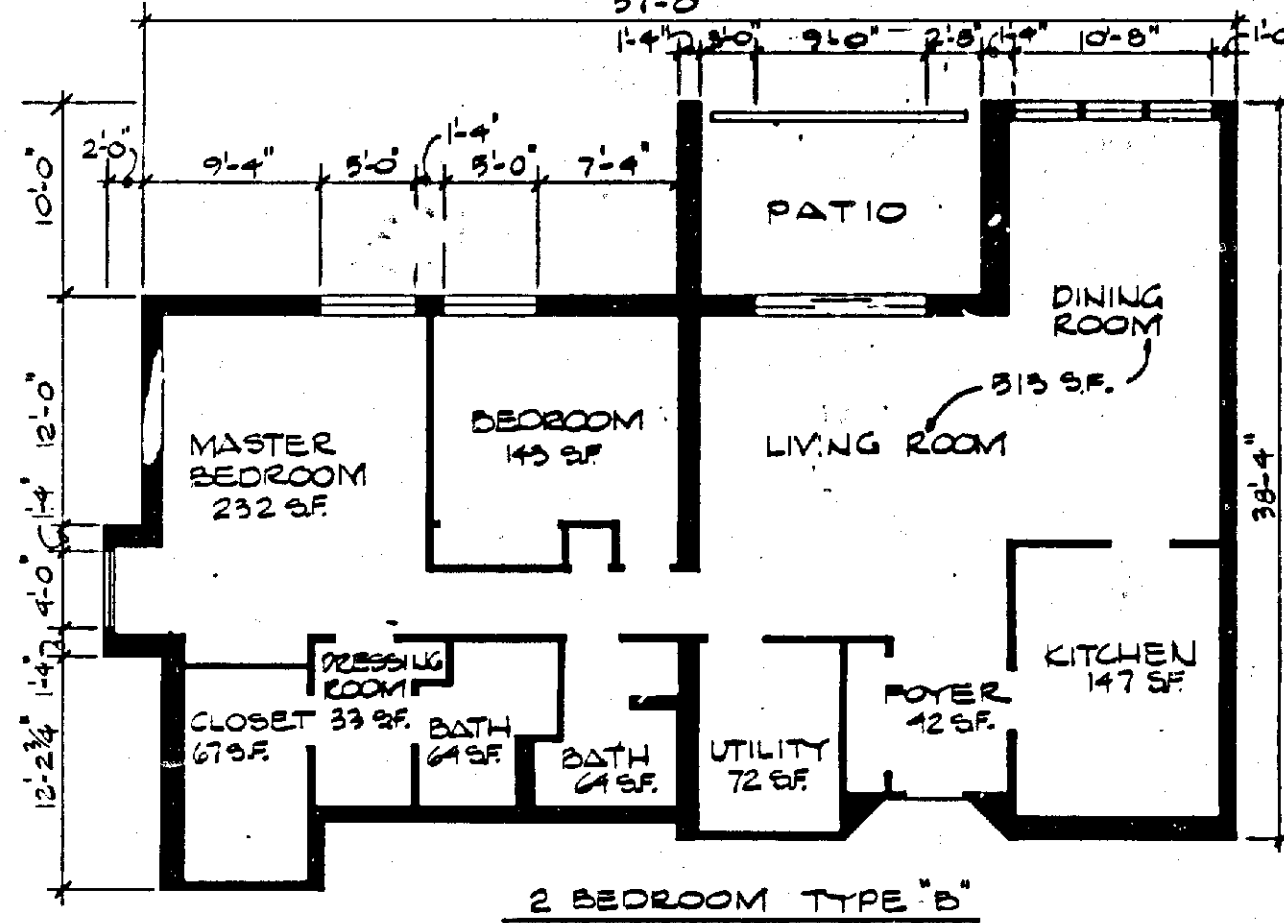 57'-0"
1'-4" 3'-0" 9'-0" 2'-8" 1'-4" 10'-8" 1'-0
2'-0" 9'-4" 5'-0" 1'-4" 5'-0" 7'-4"
10'-0"
PATIO
DINING
ROOM
513 S.F.
LIVING ROOM
BEDROOM
143 S.F.
MASTER
BEDROOM
232 S.F.
12'-0"
1'-4"
4'-0"
1'-4"
12'-2 3/4"
38'-4"
DRESSING
ROOM
33 S.F.
CLOSET
67 S.F.
BATH
64 S.F.
BATH
64 S.F.
UTILITY
72 S.F.
FOYER
42 S.F.
KITCHEN
147 S.F.
2 BEDROOM TYPE "B"